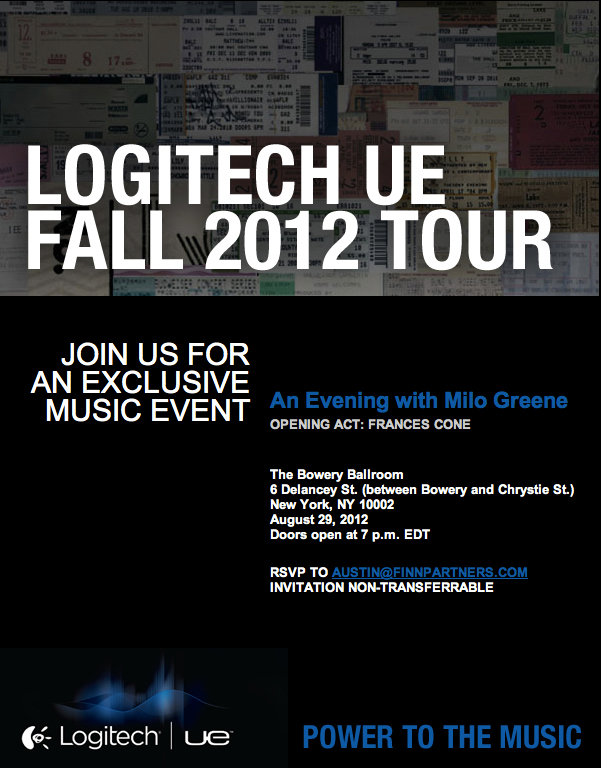 LOGITECH UE
FALL 2012 TOUR
JOIN US FOR
AN EXCLUSIVE
MUSIC EVENT
An Evening with Milo Greene
OPENING ACT: FRANCES CONE
The Bowery Ballroom
6 Delancey St. (between Bowery and Chrystie St.)
New York, NY 10002
August 29, 2012
Doors open at 7 p.m. EDT
RSVP TO AUSTIN@FINNPARTNERS.COM
INVITATION NON-TRANSFERRABLE
Logitech | UE
POWER TO THE MUSIC